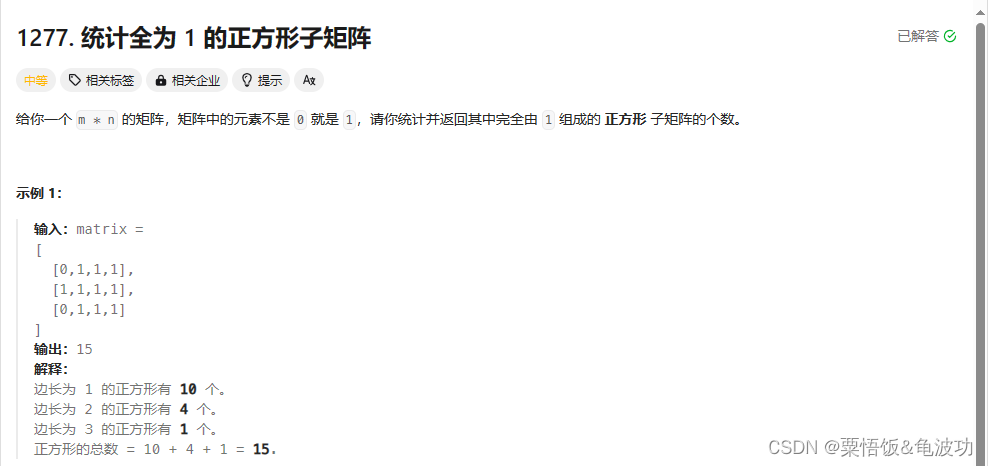 1277. 统计全为 1 的正方形子矩阵
已解答
中等 相关标签 相关企业 提示 Aあ
给你一个 m * n 的矩阵，矩阵中的元素不是 0 就是 1，请你统计并返回其中完全由 1 组成的 正方形 子矩阵的个数。
示例 1：
输入：matrix =
[
[0,1,1,1],
[1,1,1,1],
[0,1,1,1]
]
输出：15
解释：
边长为 1 的正方形有 10 个。
边长为 2 的正方形有 4 个。
边长为 3 的正方形有 1 个。
正方形的总数 = 10 + 4 + 1 = 15.
CSDN @粟悟饭&龟波功